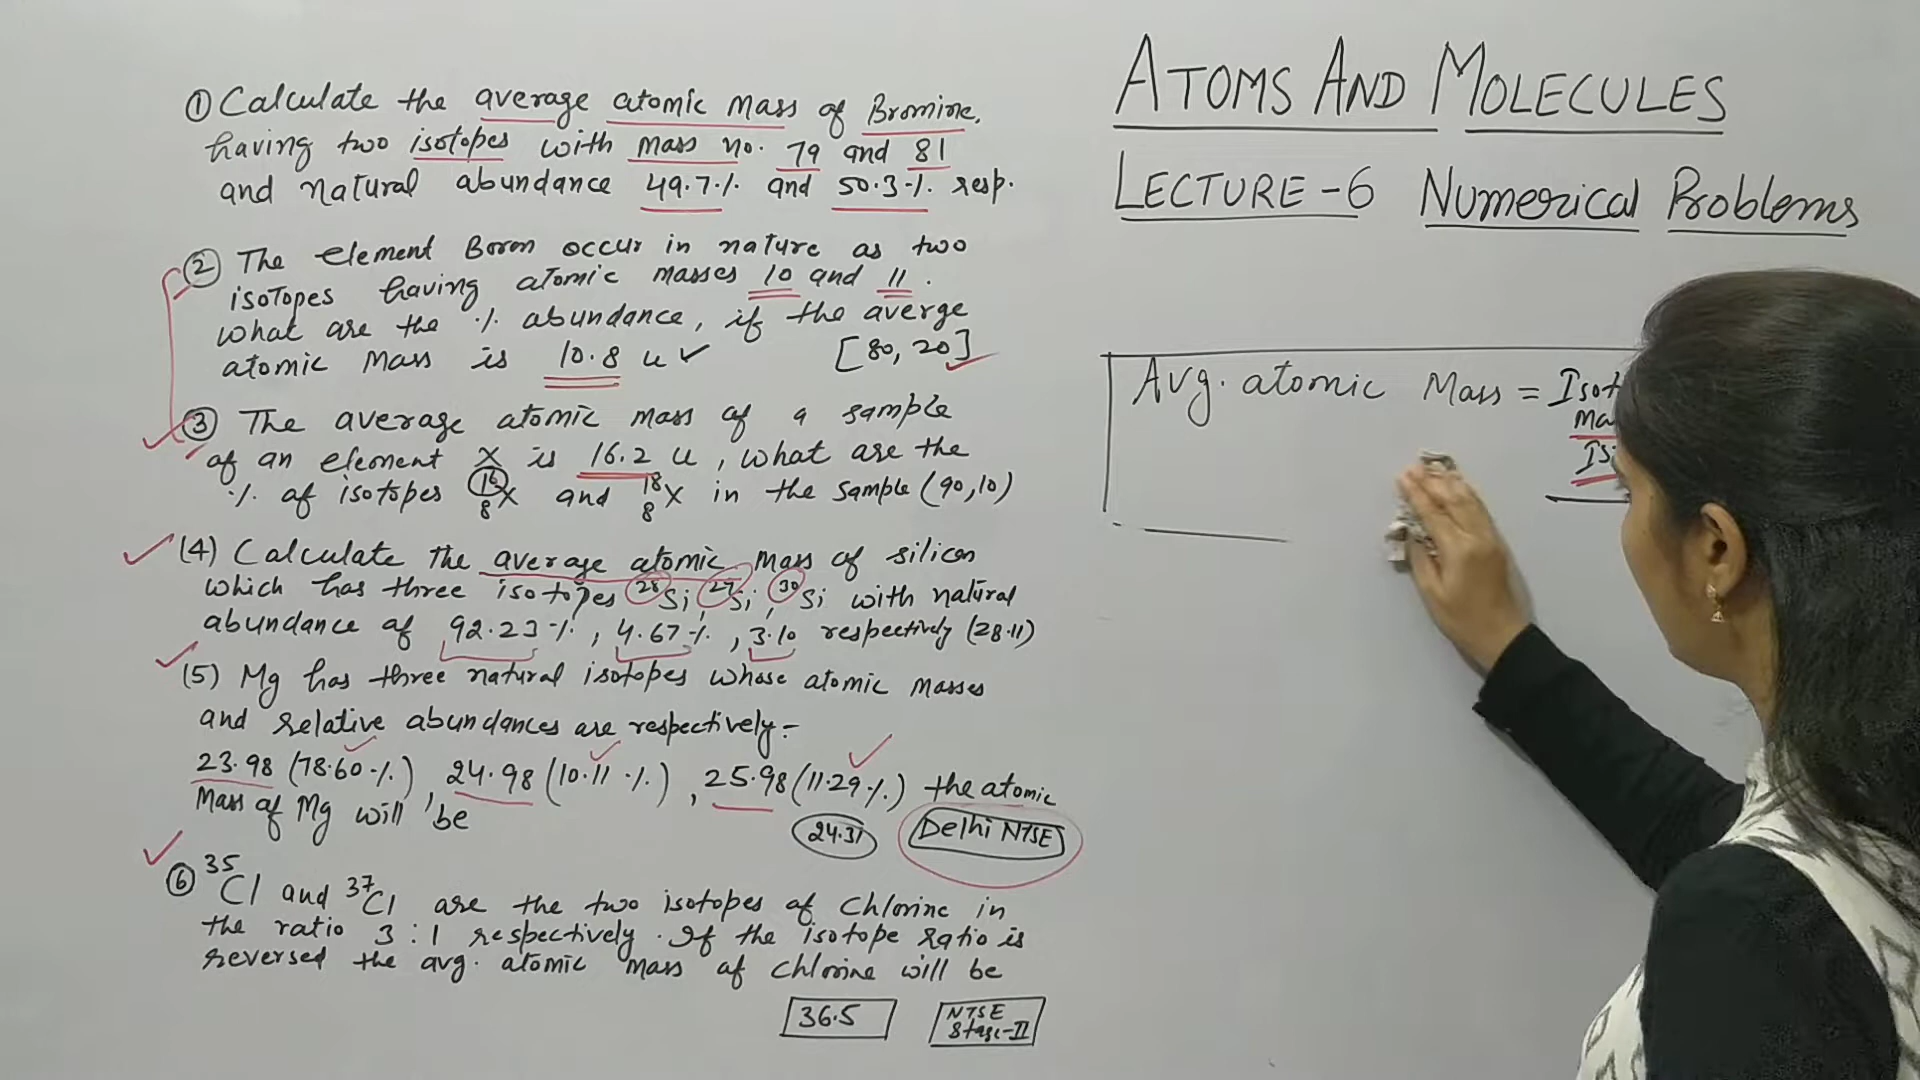 ① Calculate the average atomic mass of Bromine,
having two isotopes with mass no. 79 and 81
and natural abundance 49.7% and 50.3% resp.
② The element Boron occur in nature as two
isotopes having atomic masses 10 and 11.
What are the % abundance, if the averge
atomic mass is 10.8 u ✓ [80, 20]
③ The average atomic mass of a sample
of an element X is 16.2 u, what are the
% of isotopes ¹⁶₈X and ¹⁸₈X in the sample (90,10)
(4) Calculate the average atomic mass of silicon
which has three isotopes ²⁸Si, Si, ³⁰Si with natural
abundance of 92.23%, 4.67%, 3.10 respectively (28.11)
(5) Mg has three natural isotopes whose atomic masses
and relative abundances are respectively:-
23.98 (78.60%), 24.98 (10.11%), 25.98 (11.29%) the atomic
Mass of Mg will be
24.31 Delhi NTSE
⑥ ³⁵Cl and ³⁷Cl are the two isotopes of Chlorine in
the ratio 3:1 respectively. If the isotope ratio is
reversed the avg. atomic mass of chlorine will be
36.5 NTSE
Stage-II
ATOMS AND MOLECULES
LECTURE-6 Numerical Problems
Avg. atomic Mass =